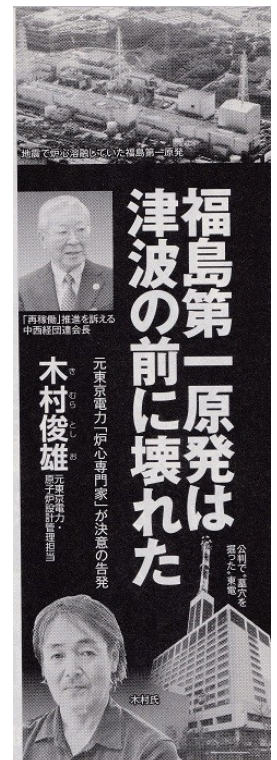 地震で炉心溶融していた福島第一原発
福島第一原発は
津波の前に壊れた
「再稼働」推進を訴える
中西経団連会長
元東京電力「炉心専門家」が決意の告発
木村俊雄
き むら とし お
元東京電力・
原子炉設計管理担当
公判で“墓穴を
掘った”東電
木村氏